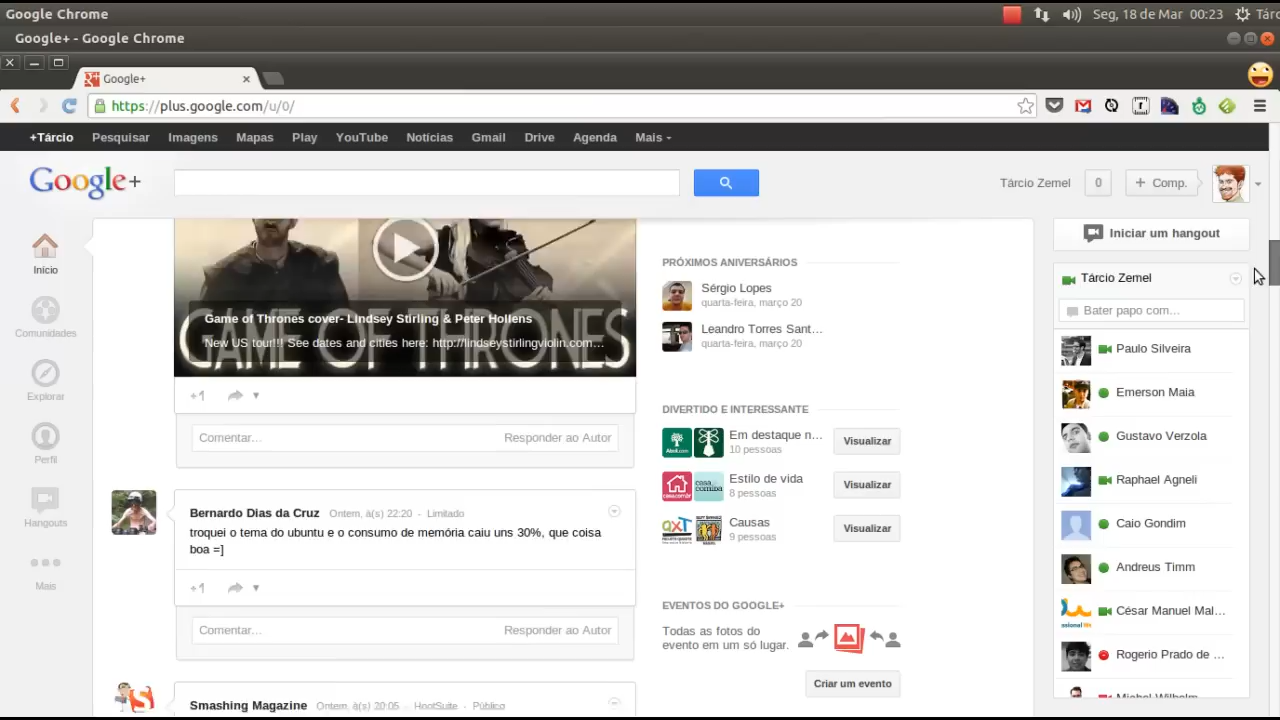 Google Chrome
Seg, 18 de Mar 00:23
Tárc
Google+ - Google Chrome
Google+
https://plus.google.com/u/0/
+Tárcio Pesquisar Imagens Mapas Play YouTube Notícias Gmail Drive Agenda Mais
Google+
Tárcio Zemel 0 + Comp.
Início
Comunidades
Explorar
Perfil
Hangouts
Mais
Game of Thrones cover- Lindsey Stirling & Peter Hollens
New US tour!!! See dates and cities here: http://lindseystirlingviolin.com…
GAME OF THRONES
+1
Comentar... Responder ao Autor
Bernardo Dias da Cruz Ontem, à(s) 22:20 - Limitado
troquei o tema do ubuntu e o consumo de memória caiu uns 30%, que coisa
boa =]
+1
Comentar... Responder ao Autor
Smashing Magazine Ontem, à(s) 20:05 - HootSuite - Público
PRÓXIMOS ANIVERSÁRIOS
Sérgio Lopes
quarta-feira, março 20
Leandro Torres Sant…
quarta-feira, março 20
DIVERTIDO E INTERESSANTE
Em destaque n…
10 pessoas
Visualizar
Estilo de vida
8 pessoas
Visualizar
Causas
9 pessoas
Visualizar
EVENTOS DO GOOGLE+
Todas as fotos do
evento em um só lugar.
Criar um evento
Iniciar um hangout
Tárcio Zemel
Bater papo com...
Paulo Silveira
Emerson Maia
Gustavo Verzola
Raphael Agneli
Caio Gondim
Andreus Timm
César Manuel Mal…
Rogerio Prado de …
Michel Wilhelm